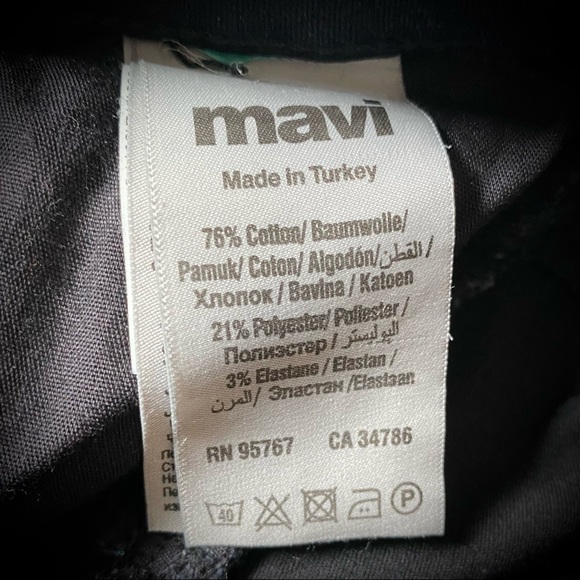 mavi
Made in Turkey
76% Cotton/ Baumwolle/
Pamuk/ Coton/ Algodón/القطن /
Хлопок / Bavlna / Katoen
21% Polyester/ Poliester /
Полиэстер / البوليستر
3% Elastane / Elastan /
المرن/ Эластан /Elastaan
RN 95767 CA 34786
40 P